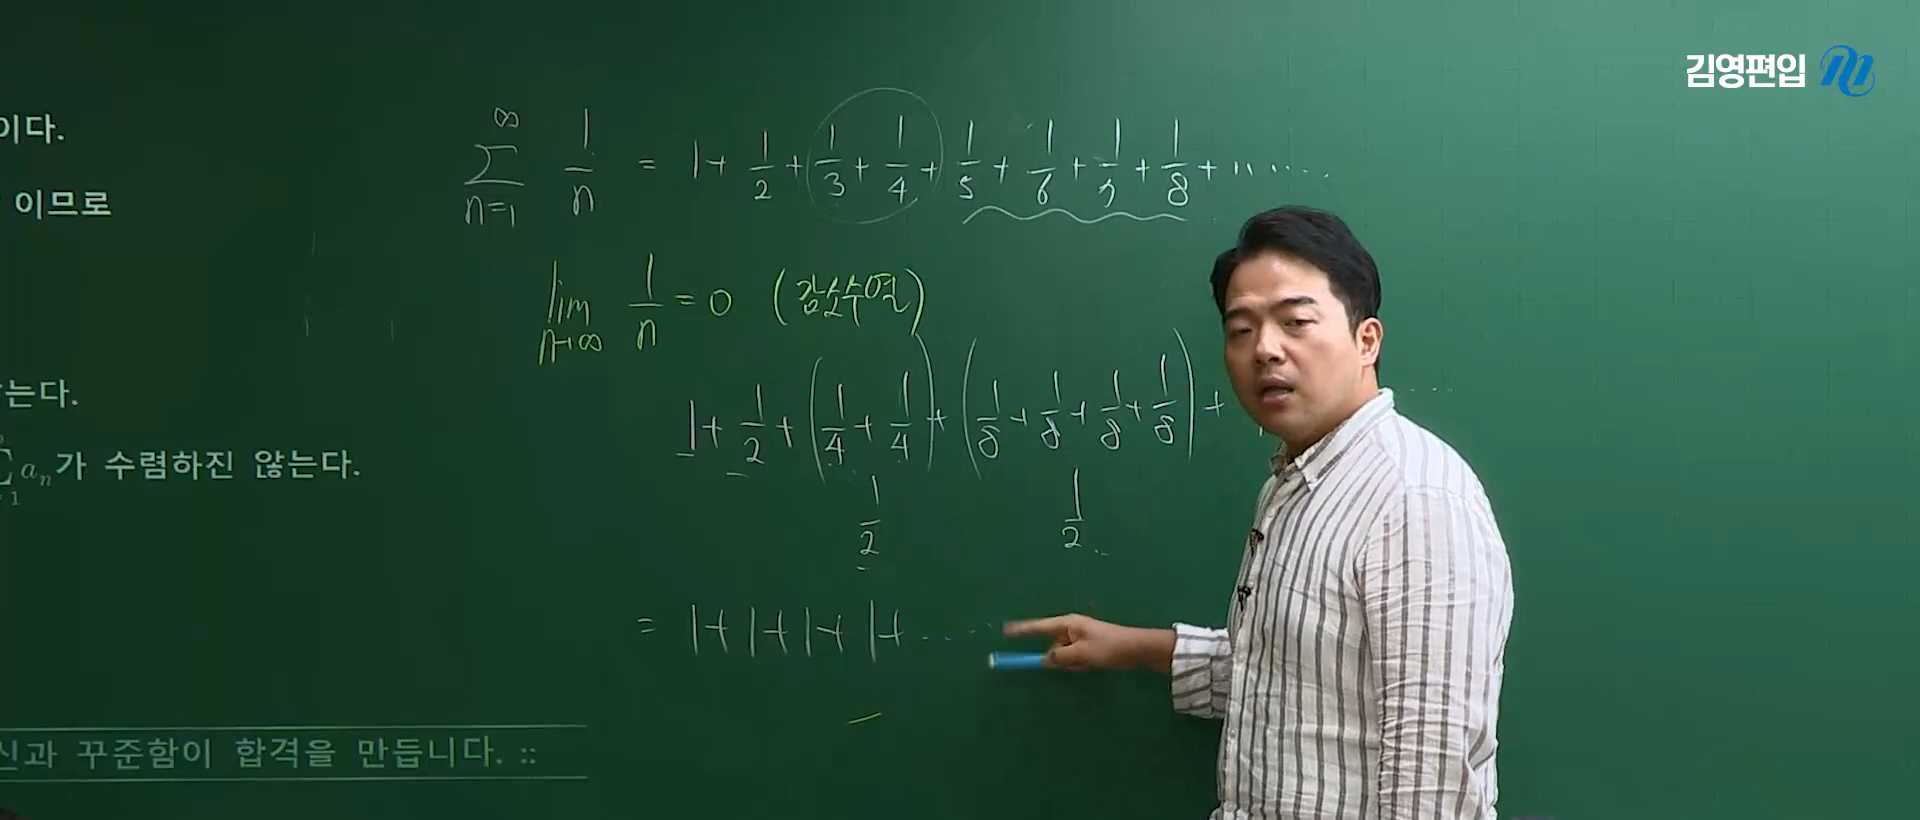 김영편입
이다.
이므로
는다.
a_n가 수렴하진 않는다.
신과 꾸준함이 합격을 만듭니다. ::
∑_{n=1}^{∞} 1/n = 1 + 1/2 + 1/3 + 1/4 + 1/5 + 1/6 + 1/7 + 1/8 + ......
lim_{n→∞} 1/n = 0 (감소수열)
1 + 1/2 + (1/4 + 1/4) + (1/8 + 1/8 + 1/8 + 1/8) +
1/2 1/2
= 1 + 1 + 1 + 1 + ....